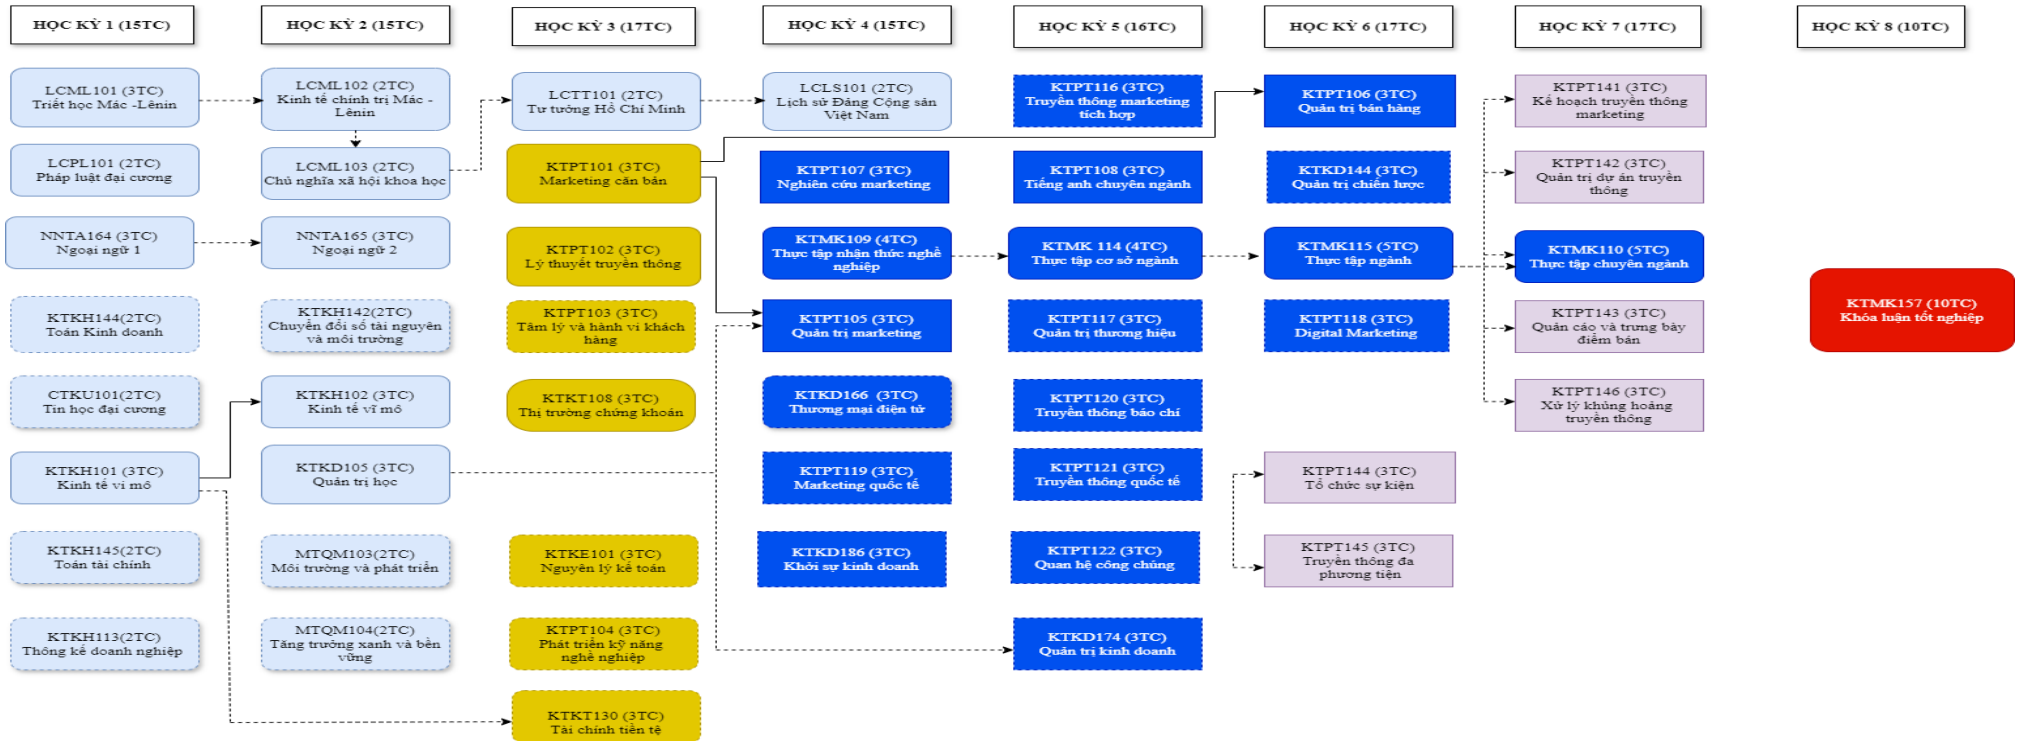 HỌC KỲ 1 (15TC)
HỌC KỲ 2 (15TC)
HỌC KỲ 3 (17TC)
HỌC KỲ 4 (15TC)
HỌC KỲ 5 (16TC)
HỌC KỲ 6 (17TC)
HỌC KỲ 7 (17TC)
HỌC KỲ 8 (10TC)
LCML101 (3TC)
Triết học Mác -Lênin
LCML102 (2TC)
Kinh tế chính trị Mác -
Lênin
LCTT101 (2TC)
Tư tưởng Hồ Chí Minh
LCLS101 (2TC)
Lịch sử Đảng Cộng sản
Việt Nam
KTPT116 (3TC)
Truyền thông marketing
tích hợp
KTPT106 (3TC)
Quản trị bán hàng
KTPT141 (3TC)
Kế hoạch truyền thông
marketing
LCPL101 (2TC)
Pháp luật đại cương
LCML103 (2TC)
Chủ nghĩa xã hội khoa học
KTPT101 (3TC)
Marketing căn bản
KTPT107 (3TC)
Nghiên cứu marketing
KTPT108 (3TC)
Tiếng anh chuyên ngành
KTKD144 (3TC)
Quản trị chiến lược
KTPT142 (3TC)
Quản trị dự án truyền
thông
NNTA164 (3TC)
Ngoại ngữ 1
NNTA165 (3TC)
Ngoại ngữ 2
KTPT102 (3TC)
Lý thuyết truyền thông
KTMK109 (4TC)
Thực tập nhận thức nghề
nghiệp
KTMK 114 (4TC)
Thực tập cơ sở ngành
KTMK115 (5TC)
Thực tập ngành
KTMK110 (5TC)
Thực tập chuyên ngành
KTMK157 (10TC)
Khóa luận tốt nghiệp
KTKH144(2TC)
Toán Kinh doanh
KTKH142(2TC)
Chuyển đổi số tài nguyên
và môi trường
KTPT103 (3TC)
Tâm lý và hành vi khách
hàng
KTPT105 (3TC)
Quản trị marketing
KTPT117 (3TC)
Quản trị thương hiệu
KTPT118 (3TC)
Digital Marketing
KTPT143 (3TC)
Quản cáo và trưng bày
điểm bán
CTKU101(2TC)
Tin học đại cương
KTKH102 (3TC)
Kinh tế vĩ mô
KTKT108 (3TC)
Thị trường chứng khoán
KTKD166 (3TC)
Thương mại điện tử
KTPT120 (3TC)
Truyền thông báo chí
KTPT146 (3TC)
Xử lý khủng hoảng
truyền thông
KTKH101 (3TC)
Kinh tế vi mô
KTKD105 (3TC)
Quản trị học
KTPT119 (3TC)
Marketing quốc tế
KTPT121 (3TC)
Truyền thông quốc tế
KTPT144 (3TC)
Tổ chức sự kiện
KTKH145(2TC)
Toán tài chính
MTQM103(2TC)
Môi trường và phát triển
KTKE101 (3TC)
Nguyên lý kế toán
KTKD186 (3TC)
Khởi sự kinh doanh
KTPT122 (3TC)
Quan hệ công chúng
KTPT145 (3TC)
Truyền thông đa
phương tiện
KTKH113(2TC)
Thống kê doanh nghiệp
MTQM104(2TC)
Tăng trưởng xanh và bền
vững
KTPT104 (3TC)
Phát triển kỹ năng
nghề nghiệp
KTKD174 (3TC)
Quản trị kinh doanh
KTKT130 (3TC)
Tài chính tiền tệ